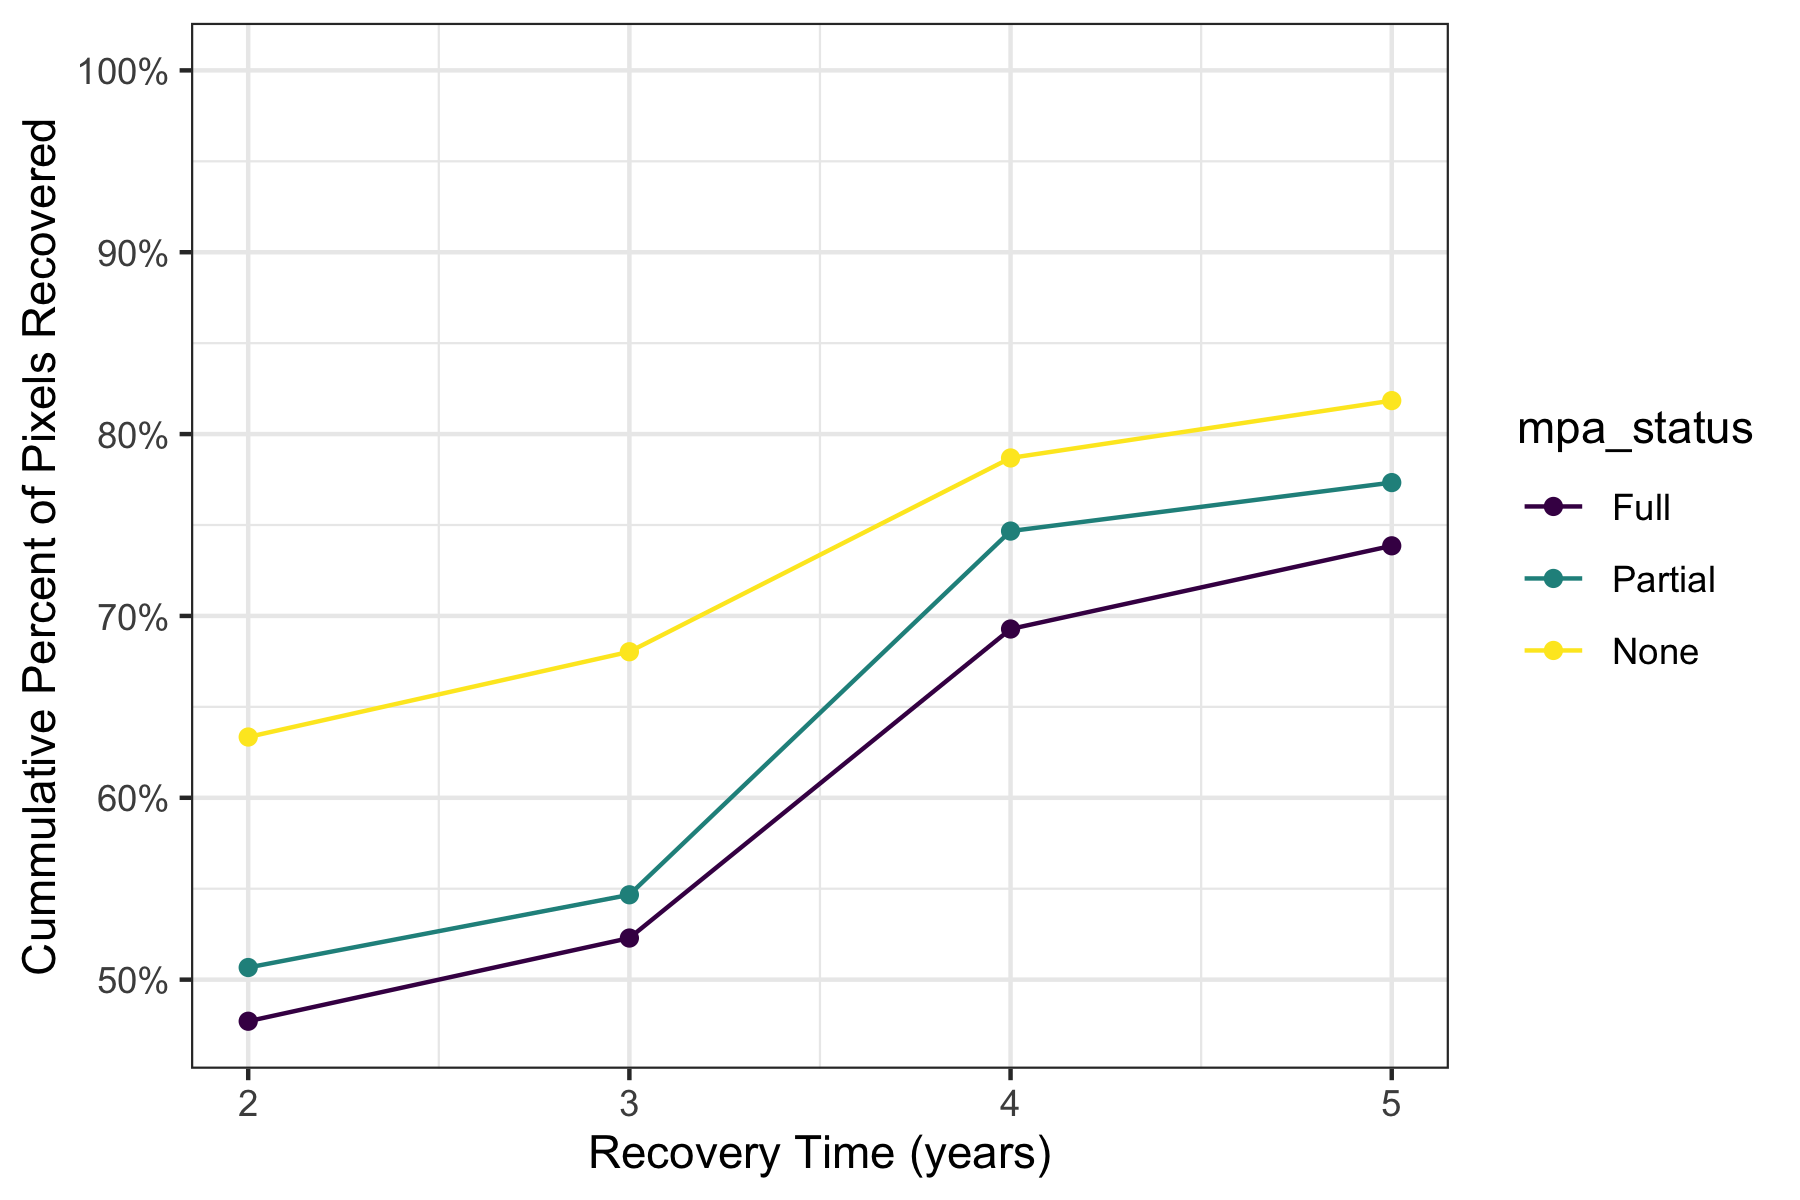 Cummulative Percent of Pixels Recovered
100%
90%
80%
70%
60%
50%
2 3 4 5
Recovery Time (years)
mpa_status
Full
Partial
None